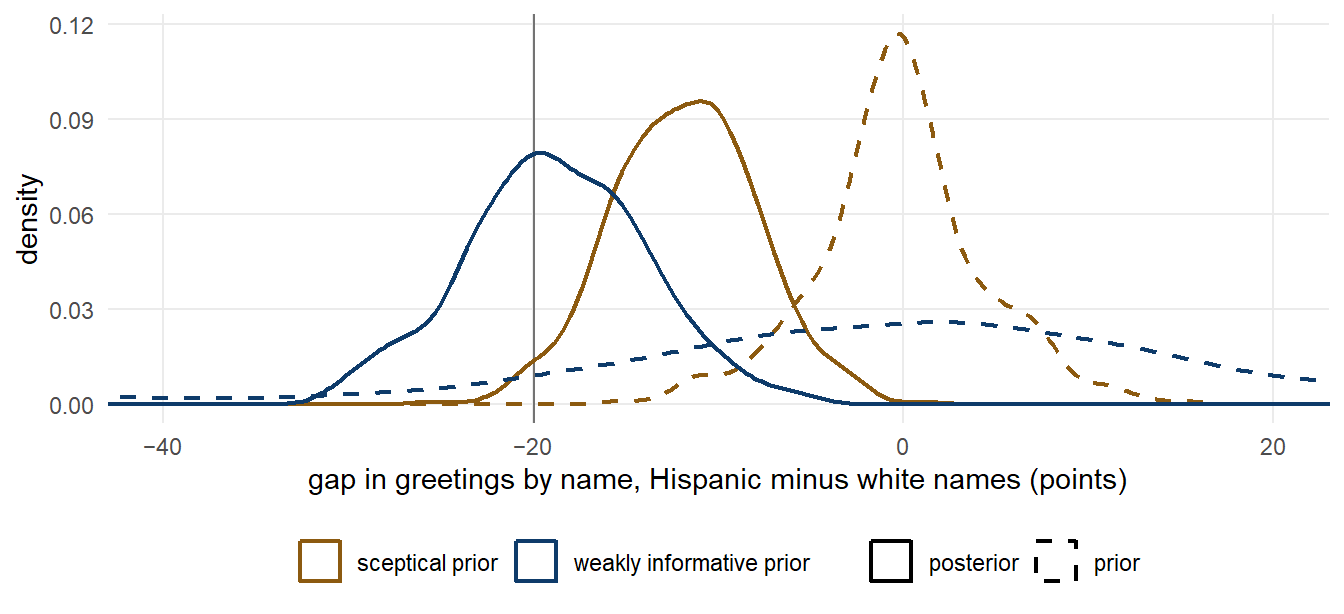 0.12
0.09
0.06
0.03
0.00
density
−40
−20
0
20
gap in greetings by name, Hispanic minus white names (points)
sceptical prior
weakly informative prior
posterior
prior